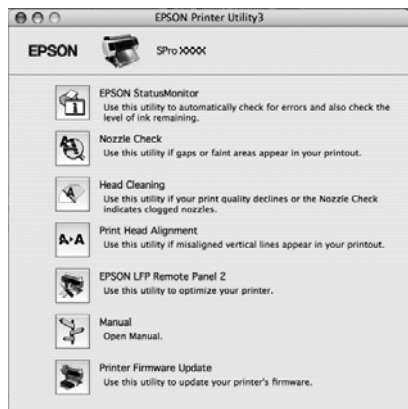 EPSON Printer Utility3
EPSON SPro XXXX
EPSON StatusMonitor
Use this utility to automatically check for errors and also check the
level of ink remaining.
Nozzle Check
Use this utility if gaps or faint areas appear in your printout.
Head Cleaning
Use this utility if your print quality declines or the Nozzle Check
indicates clogged nozzles.
Print Head Alignment
Use this utility if misaligned vertical lines appear in your printout.
EPSON LFP Remote Panel 2
Use this utility to optimize your printer.
Manual
Open Manual.
Printer Firmware Update
Use this utility to update your printer's firmware.